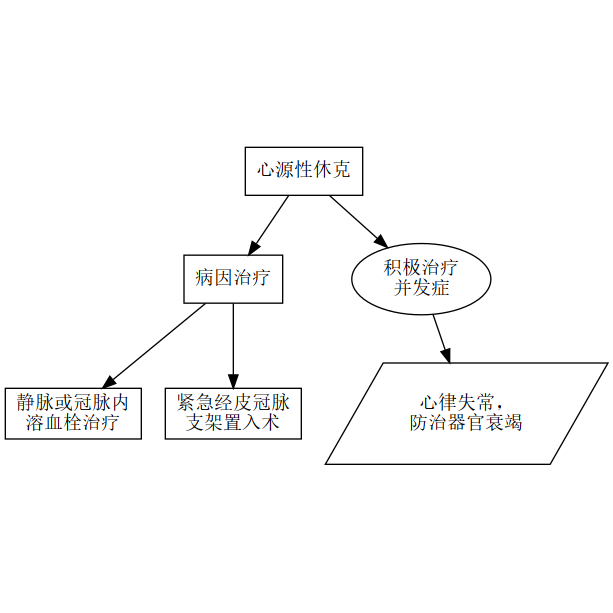 心源性休克
病因治疗
积极治疗
并发症
静脉或冠脉内
溶血栓治疗
紧急经皮冠脉
支架置入术
心律失常，
防治器官衰竭